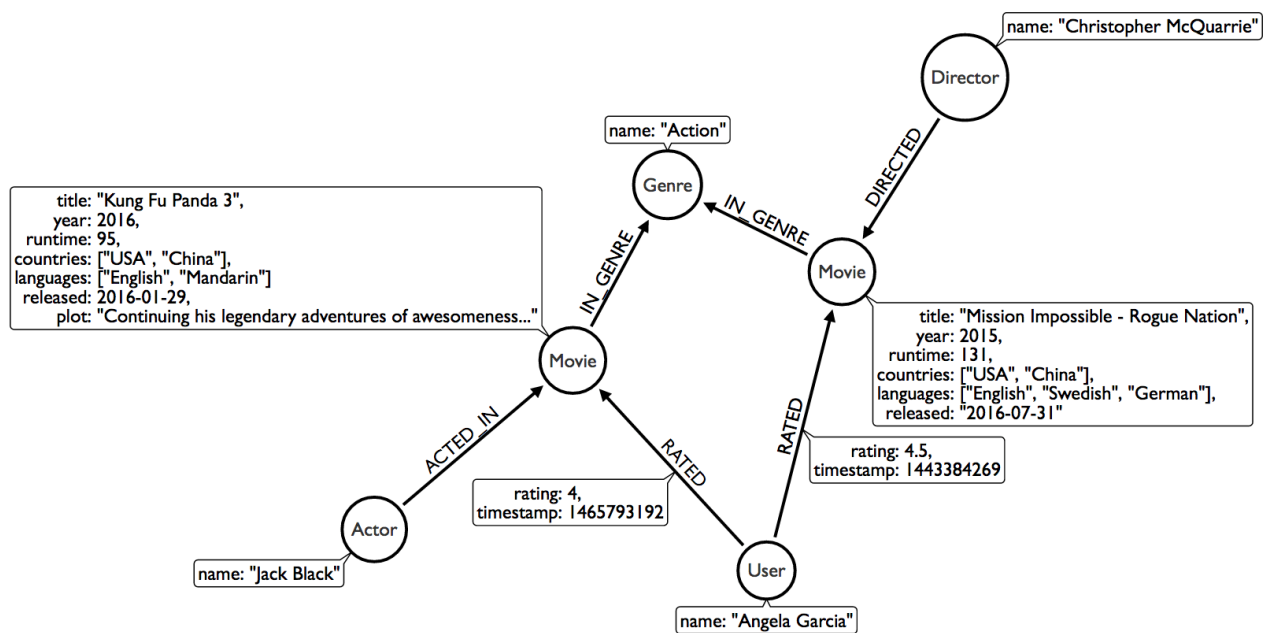 name: "Christopher McQuarrie"
Director
DIRECTED
name: "Action"
Genre
IN_GENRE
IN_GENRE
title: "Kung Fu Panda 3",
year: 2016,
runtime: 95,
countries: ["USA", "China"],
languages: ["English", "Mandarin"]
released: 2016-01-29,
plot: "Continuing his legendary adventures of awesomeness..."
Movie
Movie
title: "Mission Impossible - Rogue Nation",
year: 2015,
runtime: 131,
countries: ["USA", "China"],
languages: ["English", "Swedish", "German"],
released: "2016-07-31"
ACTED_IN
RATED
RATED
rating: 4.5,
timestamp: 1443384269
rating: 4,
timestamp: 1465793192
Actor
name: "Jack Black"
User
name: "Angela Garcia"